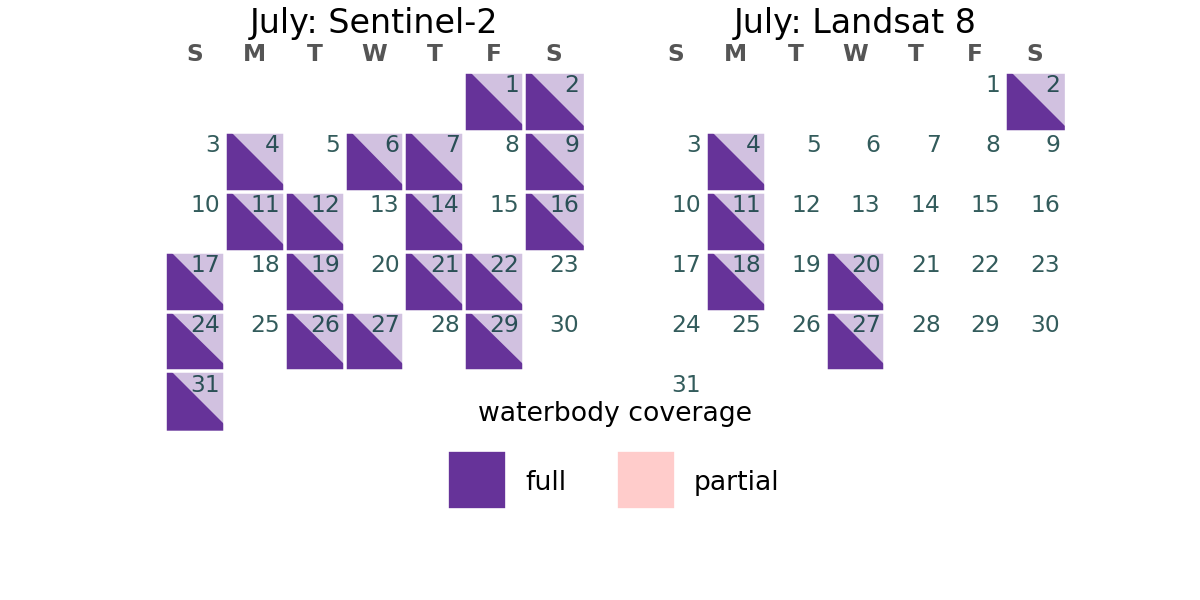 July: Sentinel-2 July: Landsat 8
S M T W T F S S M T W T F S
1 2 1 2
3 4 5 6 7 8 9 3 4 5 6 7 8 9
10 11 12 13 14 15 16 10 11 12 13 14 15 16
17 18 19 20 21 22 23 17 18 19 20 21 22 23
24 25 26 27 28 29 30 24 25 26 27 28 29 30
31 31
waterbody coverage
full partial